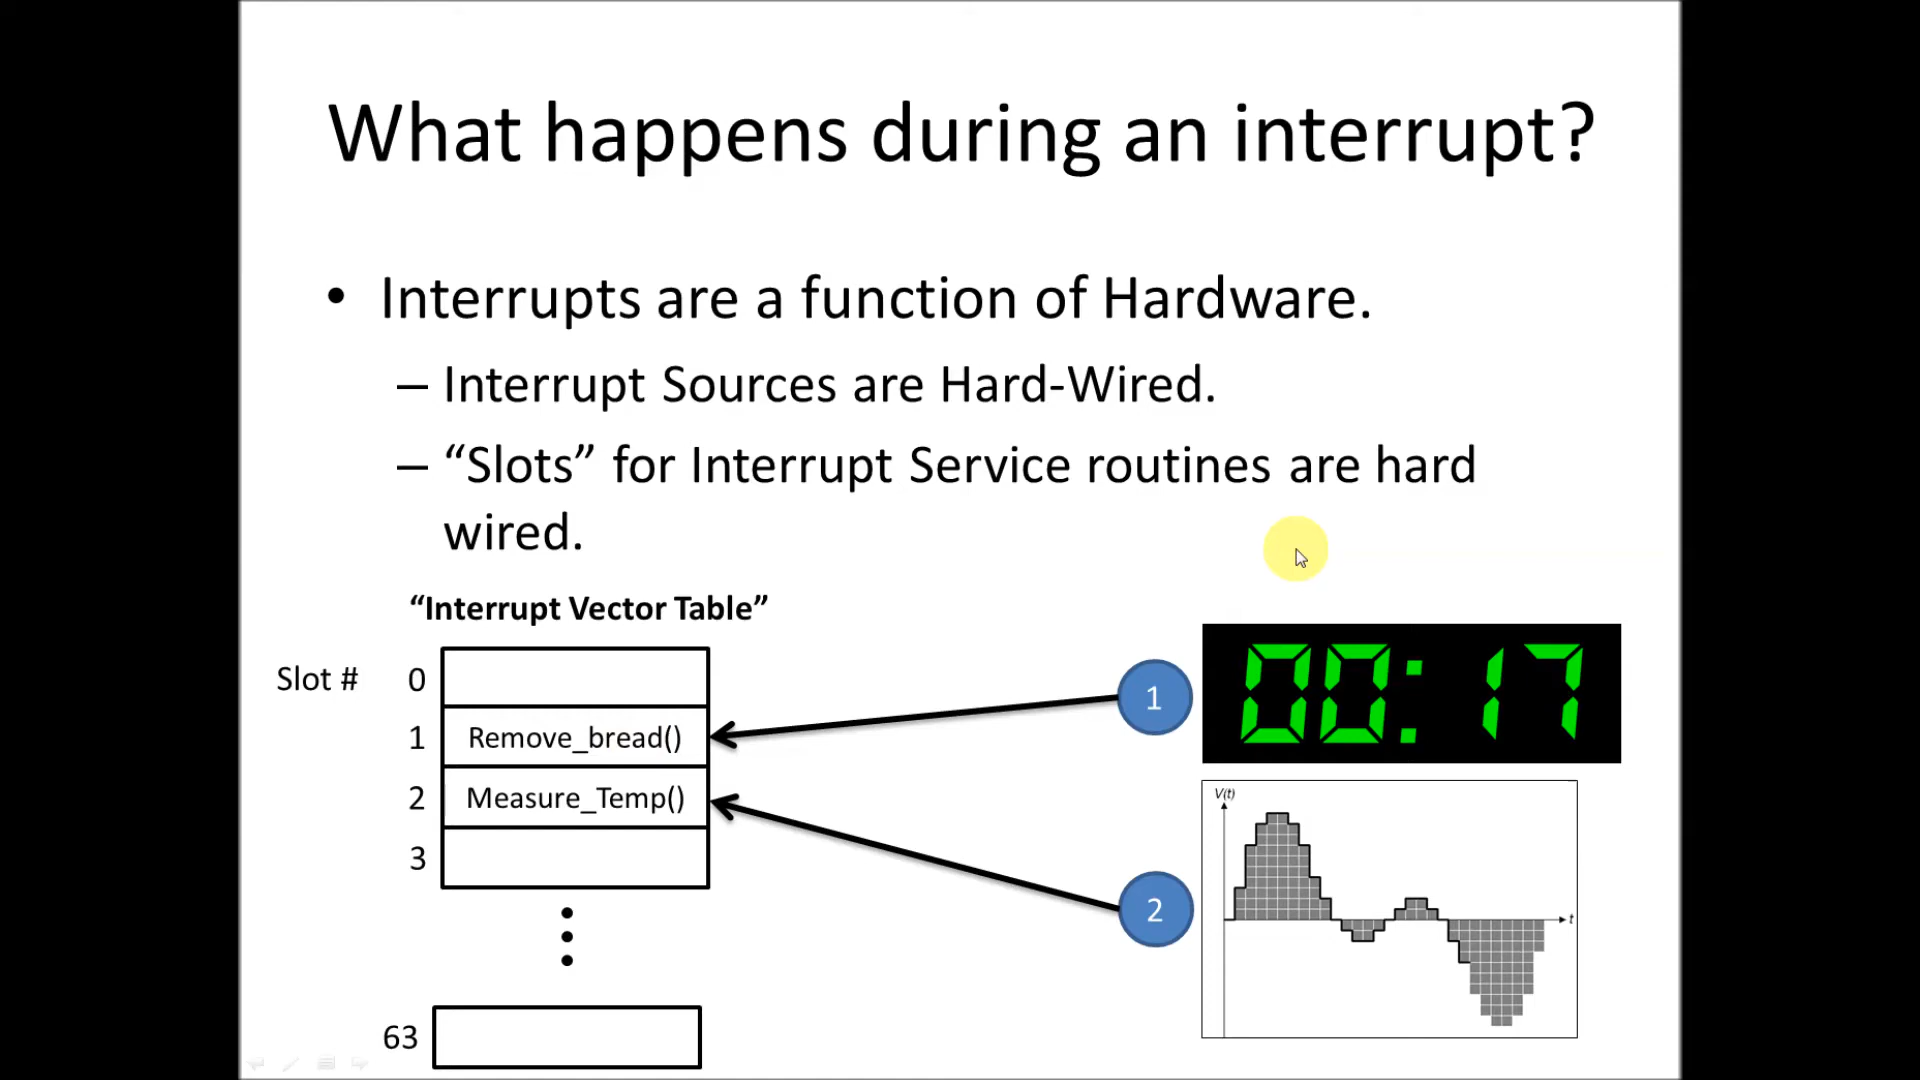 What happens during an interrupt?
• Interrupts are a function of Hardware.
– Interrupt Sources are Hard-Wired.
– “Slots” for Interrupt Service routines are hard
wired.
“Interrupt Vector Table”
Slot # 0
1 Remove_bread()
2 Measure_Temp()
3
63
1
00:17
2
V(t)
t